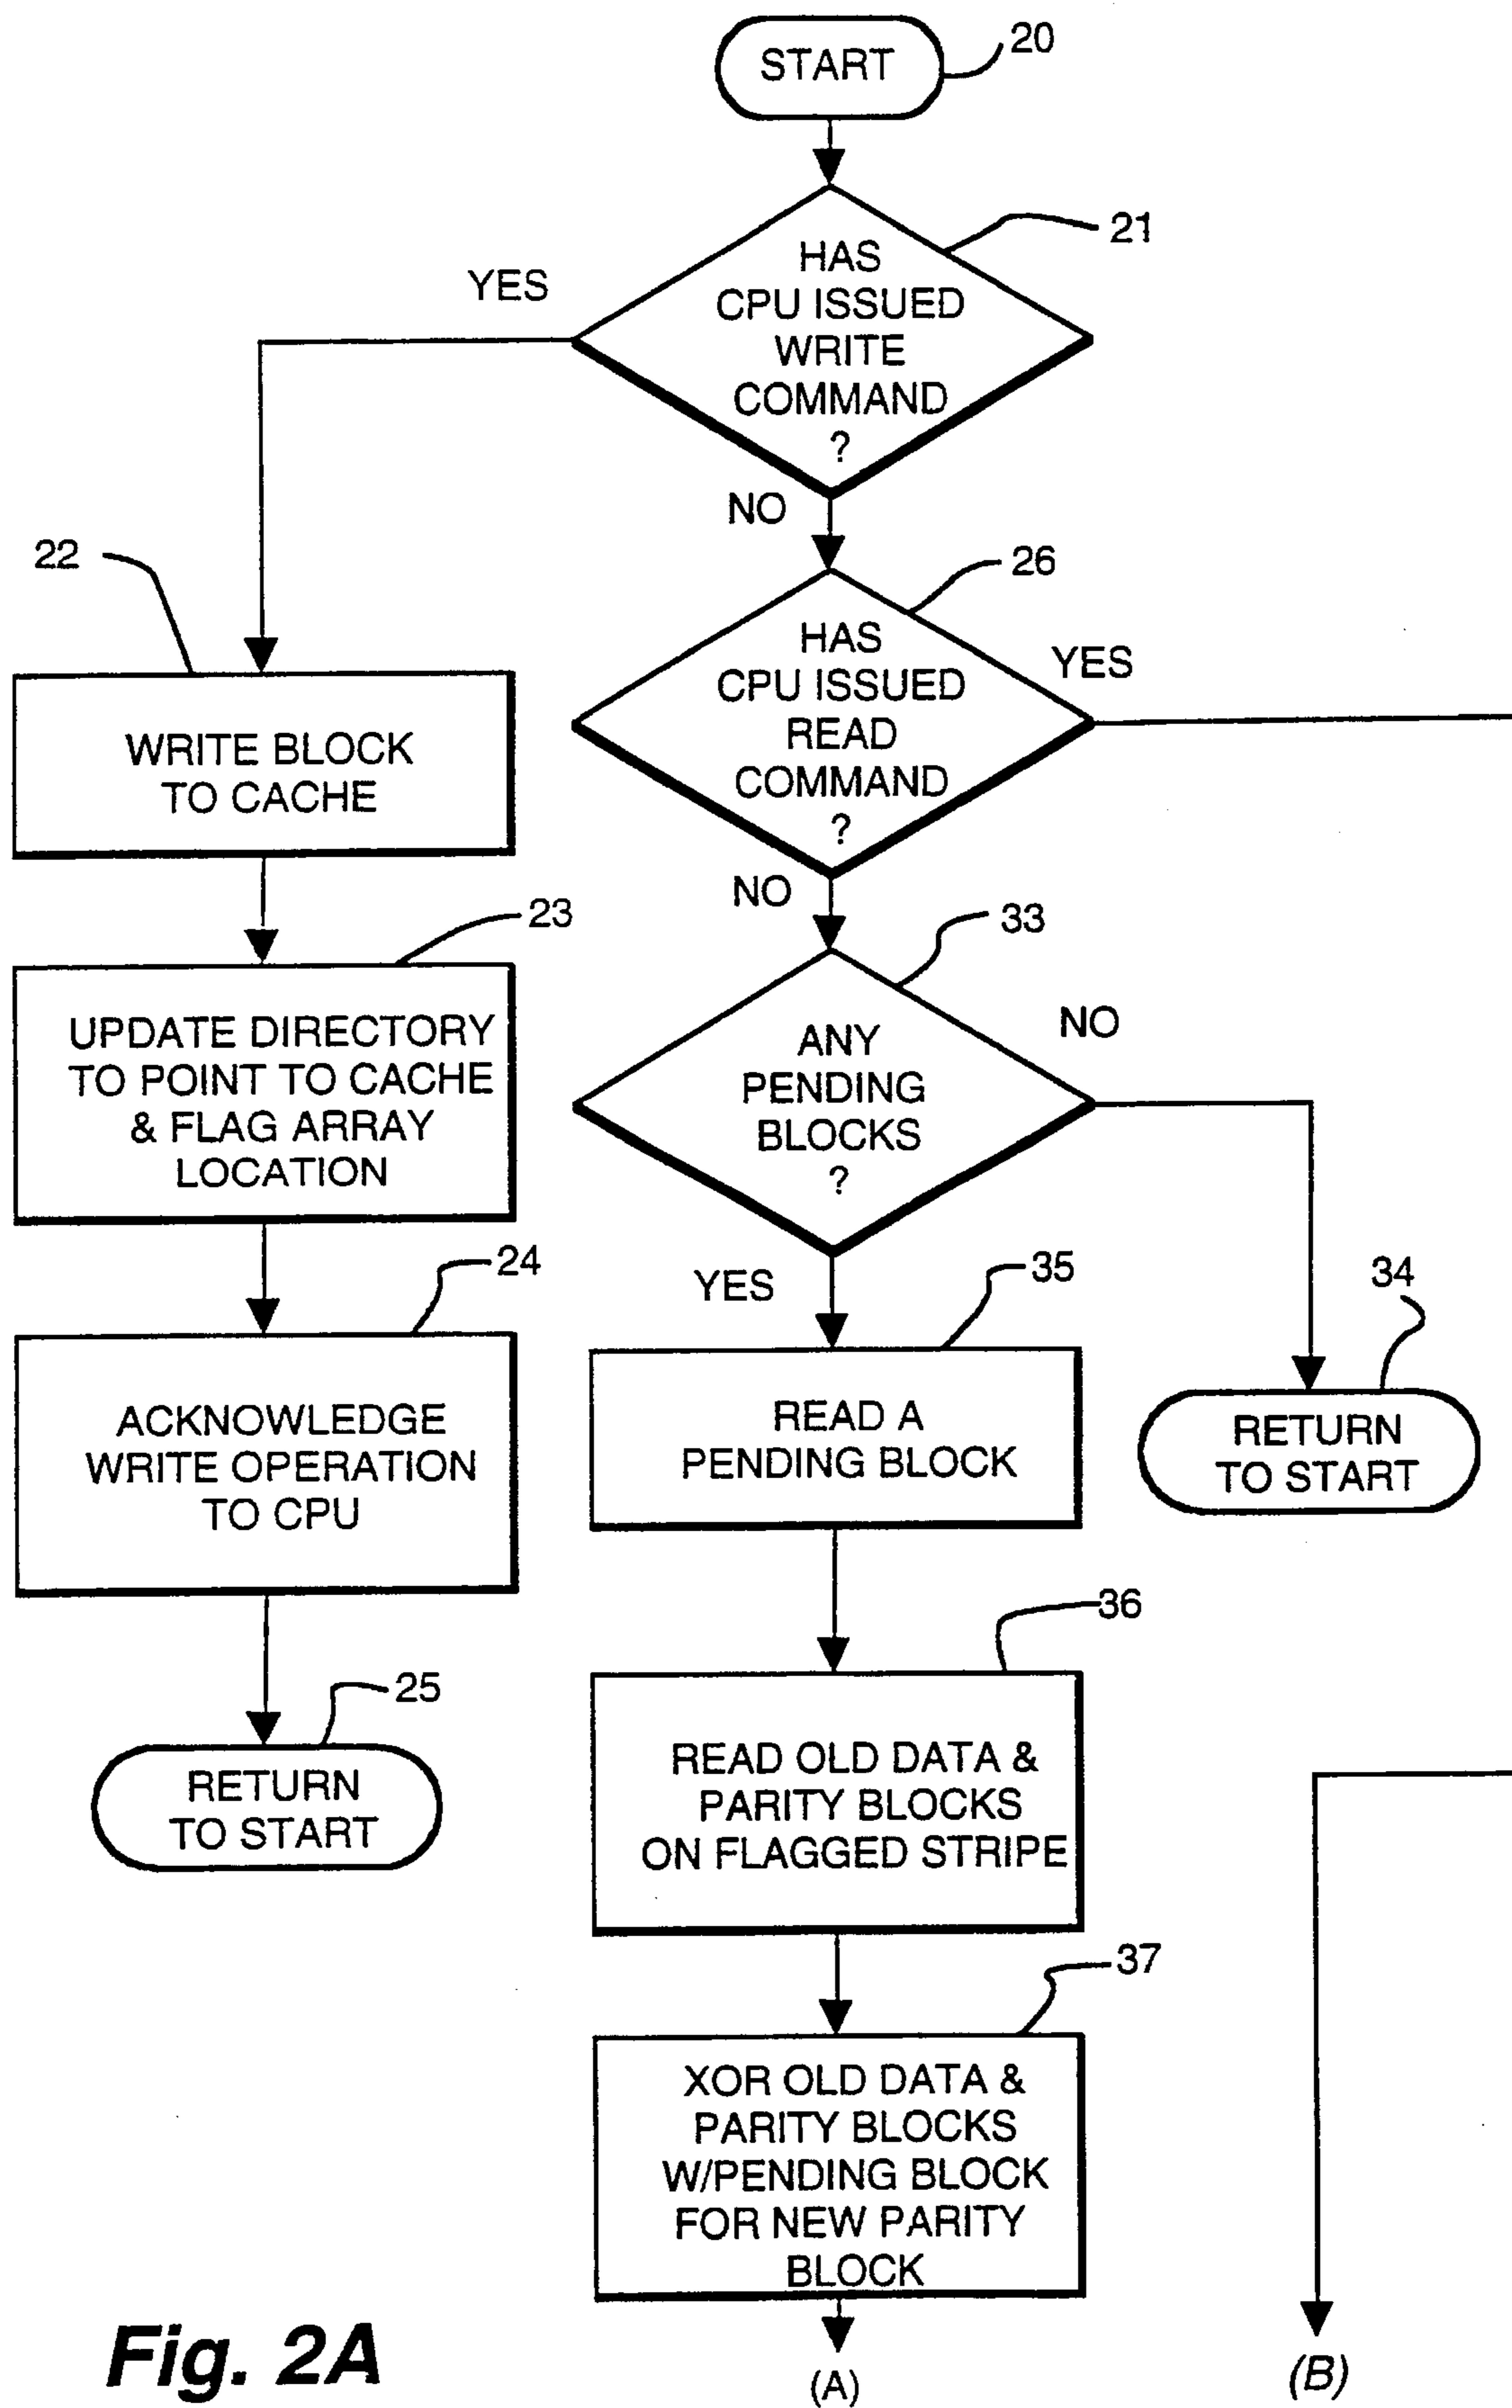 START
20
HAS
CPU ISSUED
WRITE
COMMAND
?
21
YES
NO
22
WRITE BLOCK
TO CACHE
HAS
CPU ISSUED
READ
COMMAND
?
26
YES
NO
23
UPDATE DIRECTORY
TO POINT TO CACHE
& FLAG ARRAY
LOCATION
ANY
PENDING
BLOCKS
?
33
NO
YES
24
ACKNOWLEDGE
WRITE OPERATION
TO CPU
35
READ A
PENDING BLOCK
34
RETURN
TO START
25
RETURN
TO START
36
READ OLD DATA &
PARITY BLOCKS
ON FLAGGED STRIPE
37
XOR OLD DATA &
PARITY BLOCKS
W/PENDING BLOCK
FOR NEW PARITY
BLOCK
(A)
(B)
Fig. 2A